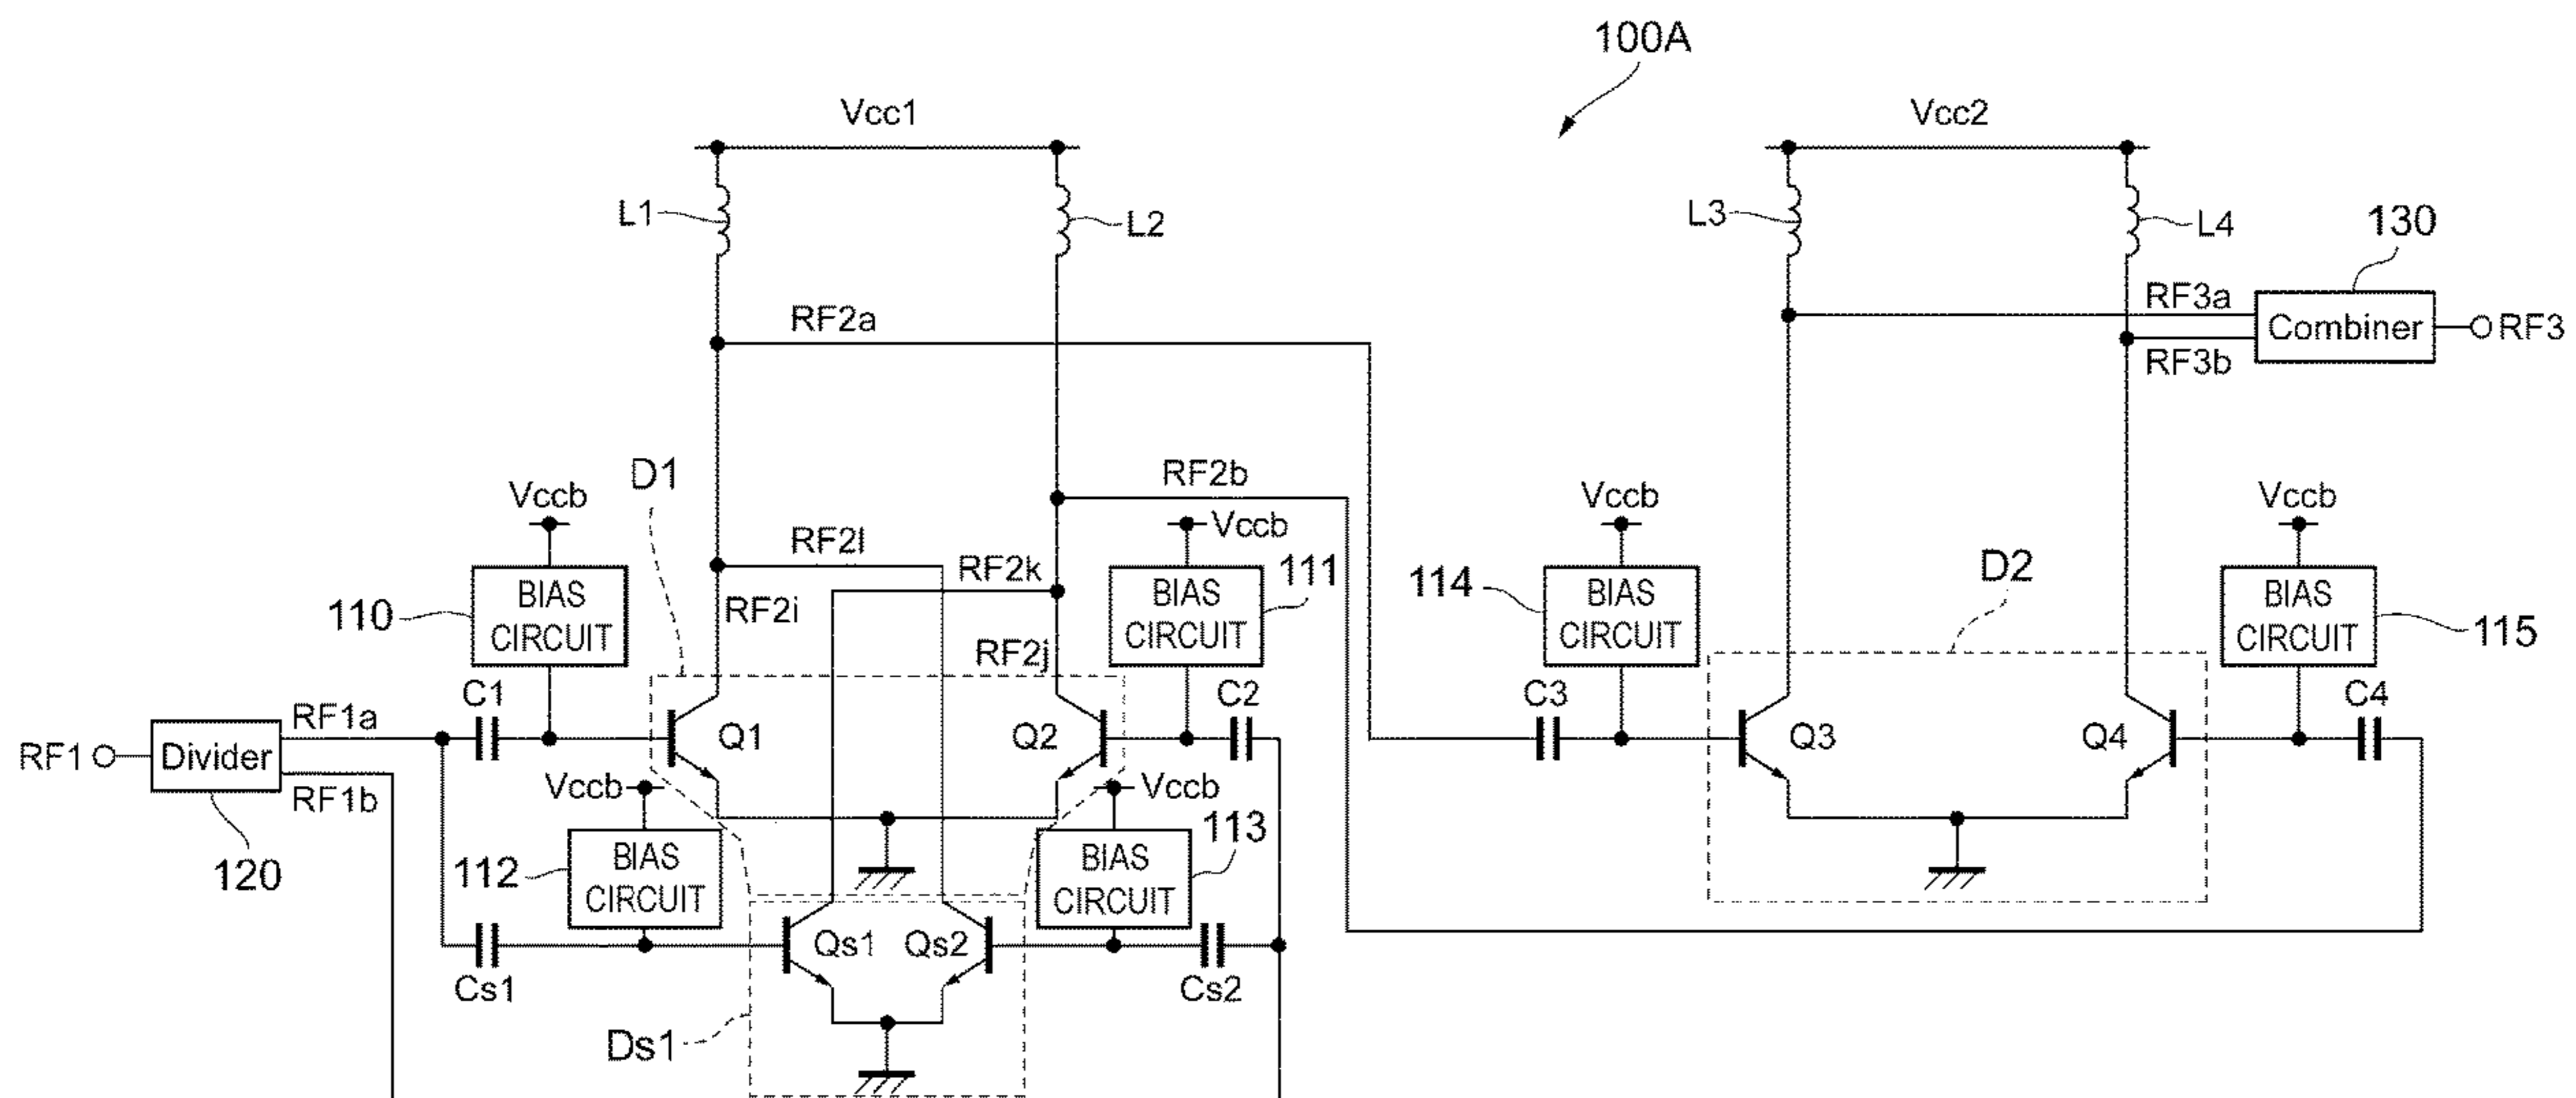 100A
Vcc1
Vcc2
L1
L2
L3
L4
130
RF3a
Combiner
RF3
RF3b
RF2a
D1
RF2b
Vccb
Vccb
Vccb
Vccb
RF2l
RF2k
111
114
D2
110
BIAS
CIRCUIT
RF2i
BIAS
CIRCUIT
BIAS
CIRCUIT
BIAS
CIRCUIT
115
RF2j
C1
C2
C3
C4
RF1
Divider
RF1a
RF1b
Q1
Q2
Q3
Q4
Vccb
Vccb
120
112
BIAS
CIRCUIT
113
BIAS
CIRCUIT
Qs1
Qs2
Cs1
Cs2
Ds1